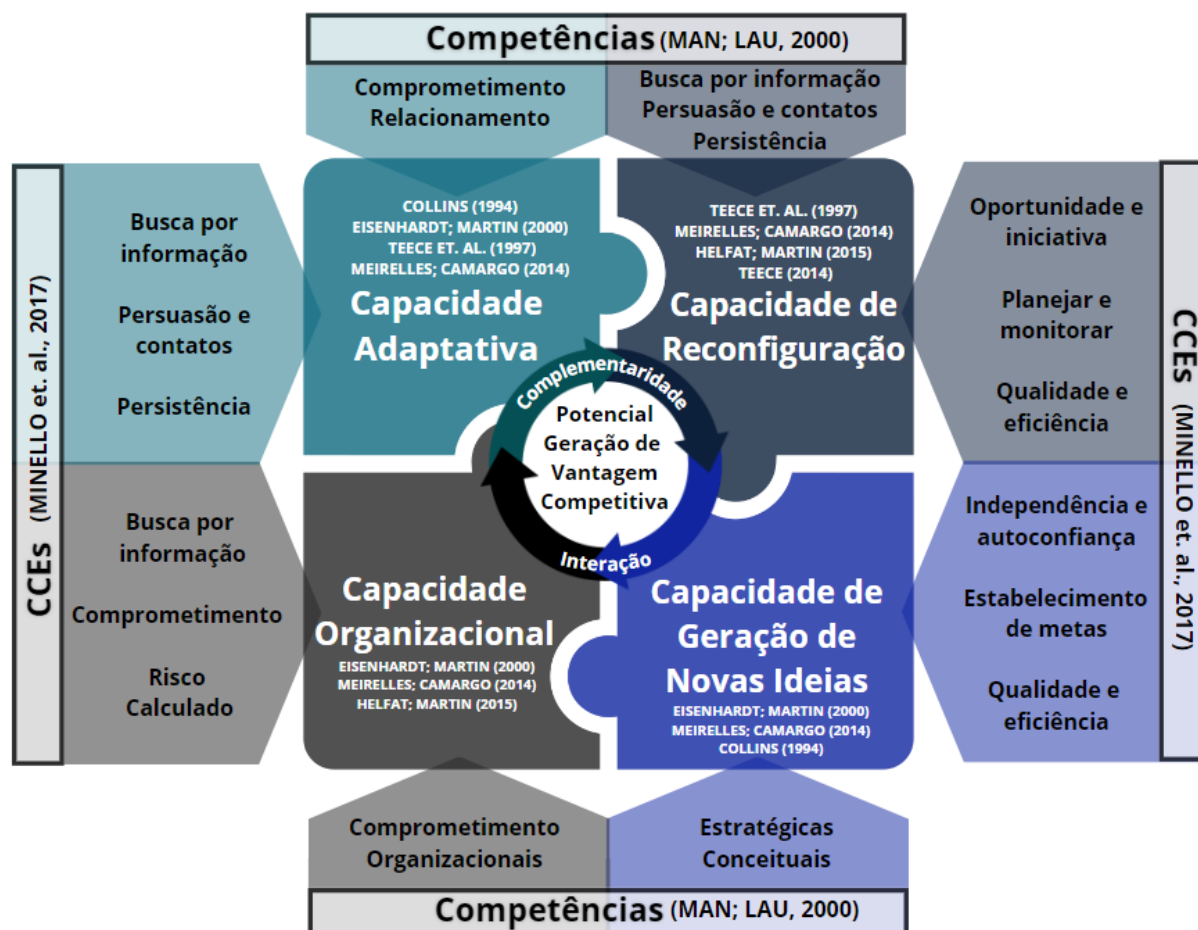 Competências (MAN; LAU, 2000)
Comprometimento
Relacionamento
Busca por informação
Persuasão e contatos
Persistência
CCEs (MINELLO et. al., 2017)
Busca por
informação
Persuasão e
contatos
Persistência
COLLINS (1994)
EISENHARDT; MARTIN (2000)
TEECE ET. AL. (1997)
MEIRELLES; CAMARGO (2014)
Capacidade
Adaptativa
TEECE ET. AL. (1997)
MEIRELLES; CAMARGO (2014)
HELFAT; MARTIN (2015)
TEECE (2014)
Capacidade de
Reconfiguração
Oportunidade e
iniciativa
Planejar e
monitorar
Qualidade e
eficiência
CCEs (MINELLO et. al., 2017)
Complementaridade
Potencial
Geração de
Vantagem
Competitiva
Interação
Busca por
informação
Comprometimento
Risco
Calculado
Capacidade
Organizacional
EISENHARDT; MARTIN (2000)
MEIRELLES; CAMARGO (2014)
HELFAT; MARTIN (2015)
Capacidade de
Geração de
Novas Ideias
EISENHARDT; MARTIN (2000)
MEIRELLES; CAMARGO (2014)
COLLINS (1994)
Independência e
autoconfiança
Estabelecimento
de metas
Qualidade e
eficiência
Comprometimento
Organizacionais
Estratégicas
Conceituais
Competências (MAN; LAU, 2000)